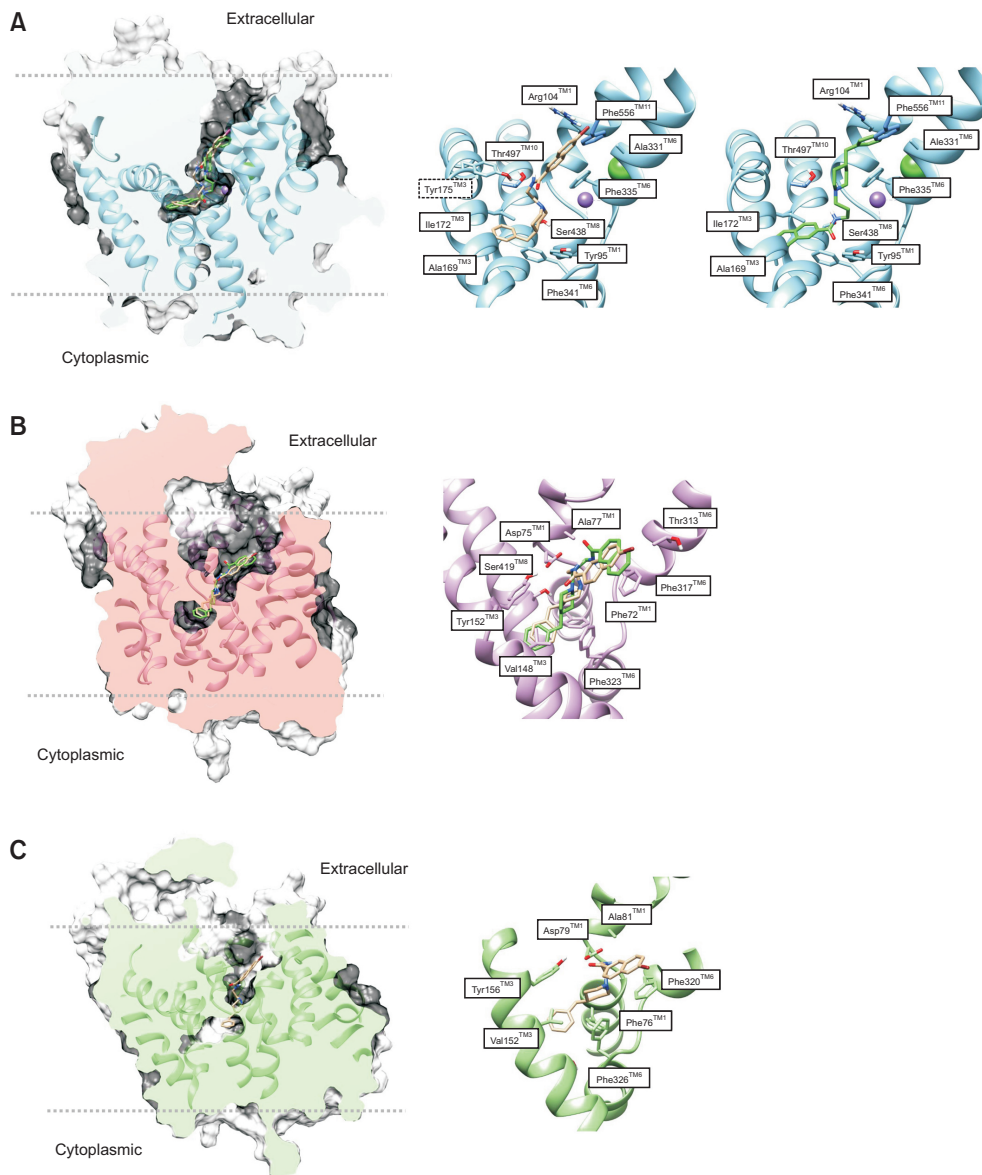 A
Extracellular
Cytoplasmic
Arg104TM1
Phe556TM11
Thr497TM10
Ala331TM6
Tyr175TM3
Phe335TM6
Ile172TM3
Ser438TM8
Ala169TM3
Tyr95TM1
Phe341TM6
Arg104TM1
Phe556TM11
Thr497TM10
Ala331TM6
Phe335TM6
Ile172TM3
Ser438TM8
Ala169TM3
Tyr95TM1
Phe341TM6
B
Extracellular
Cytoplasmic
Ala77TM1
Thr313TM6
Asp75TM1
Ser419TM8
Phe317TM6
Tyr152TM3
Phe72TM1
Val148TM3
Phe323TM6
C
Extracellular
Cytoplasmic
Ala81TM1
Asp79TM1
Tyr156TM3
Phe320TM6
Phe76TM1
Val152TM3
Phe326TM6